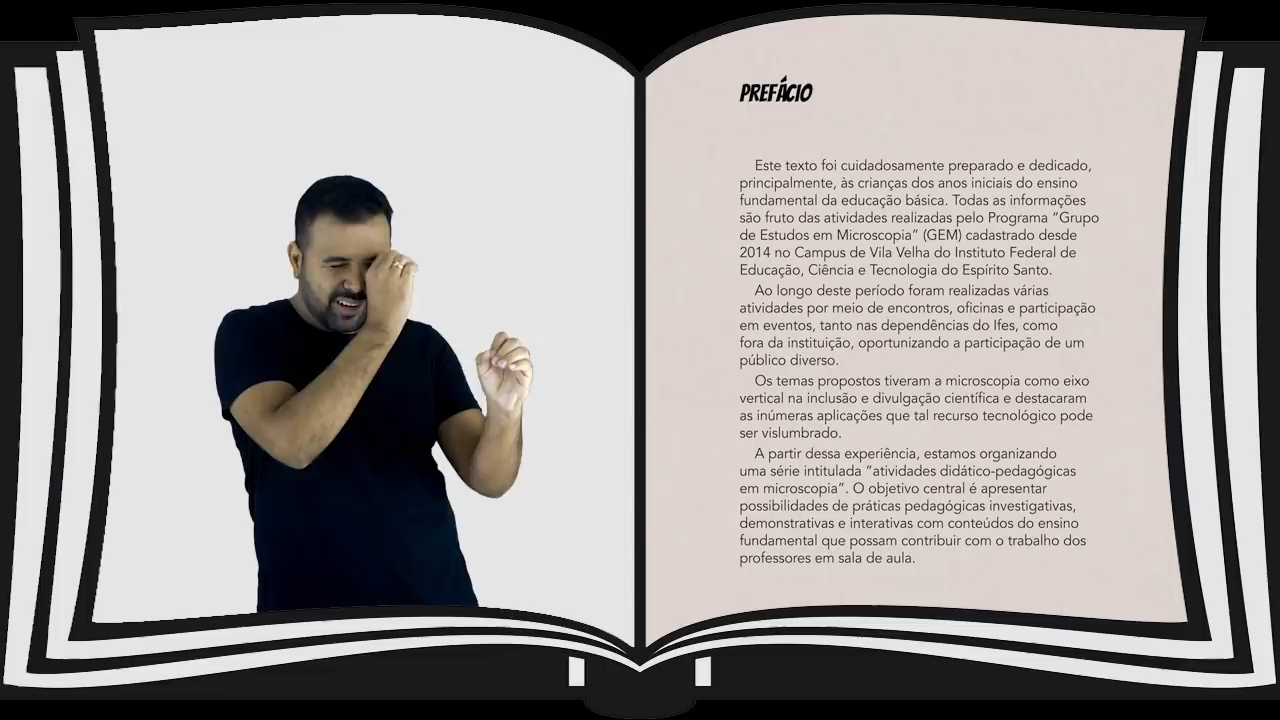 PREFÁCIO
Este texto foi cuidadosamente preparado e dedicado,
principalmente, às crianças dos anos iniciais do ensino
fundamental da educação básica. Todas as informações
são fruto das atividades realizadas pelo Programa “Grupo
de Estudos em Microscopia” (GEM) cadastrado desde
2014 no Campus de Vila Velha do Instituto Federal de
Educação, Ciência e Tecnologia do Espírito Santo.
Ao longo deste período foram realizadas várias
atividades por meio de encontros, oficinas e participação
em eventos, tanto nas dependências do Ifes, como
fora da instituição, oportunizando a participação de um
público diverso.
Os temas propostos tiveram a microscopia como eixo
vertical na inclusão e divulgação científica e destacaram
as inúmeras aplicações que tal recurso tecnológico pode
ser vislumbrado.
A partir dessa experiência, estamos organizando
uma série intitulada “atividades didático-pedagógicas
em microscopia”. O objetivo central é apresentar
possibilidades de práticas pedagógicas investigativas,
demonstrativas e interativas com conteúdos do ensino
fundamental que possam contribuir com o trabalho dos
professores em sala de aula.